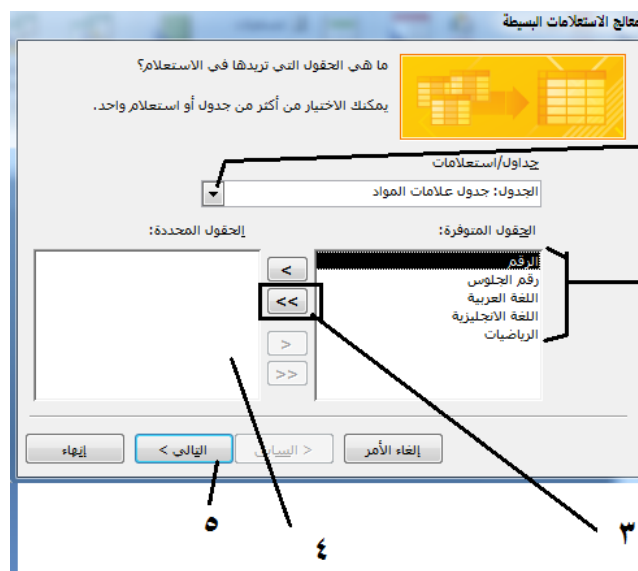 معالج الاستعلامات البسيطة
ما هي الحقول التي تريدها في الاستعلام؟
يمكنك الاختيار من أكثر من جدول أو استعلام واحد.
جداول/استعلامات
الجدول: جدول علامات المواد
الحقول المتوفرة:
الحقول المحددة:
الرقم
رقم الجلوس
اللغة العربية
اللغة الانجليزية
الرياضيات
>
>>
<
<<
إلغاء الأمر
< السابق
التالي >
إنهاء
٣
٤
٥